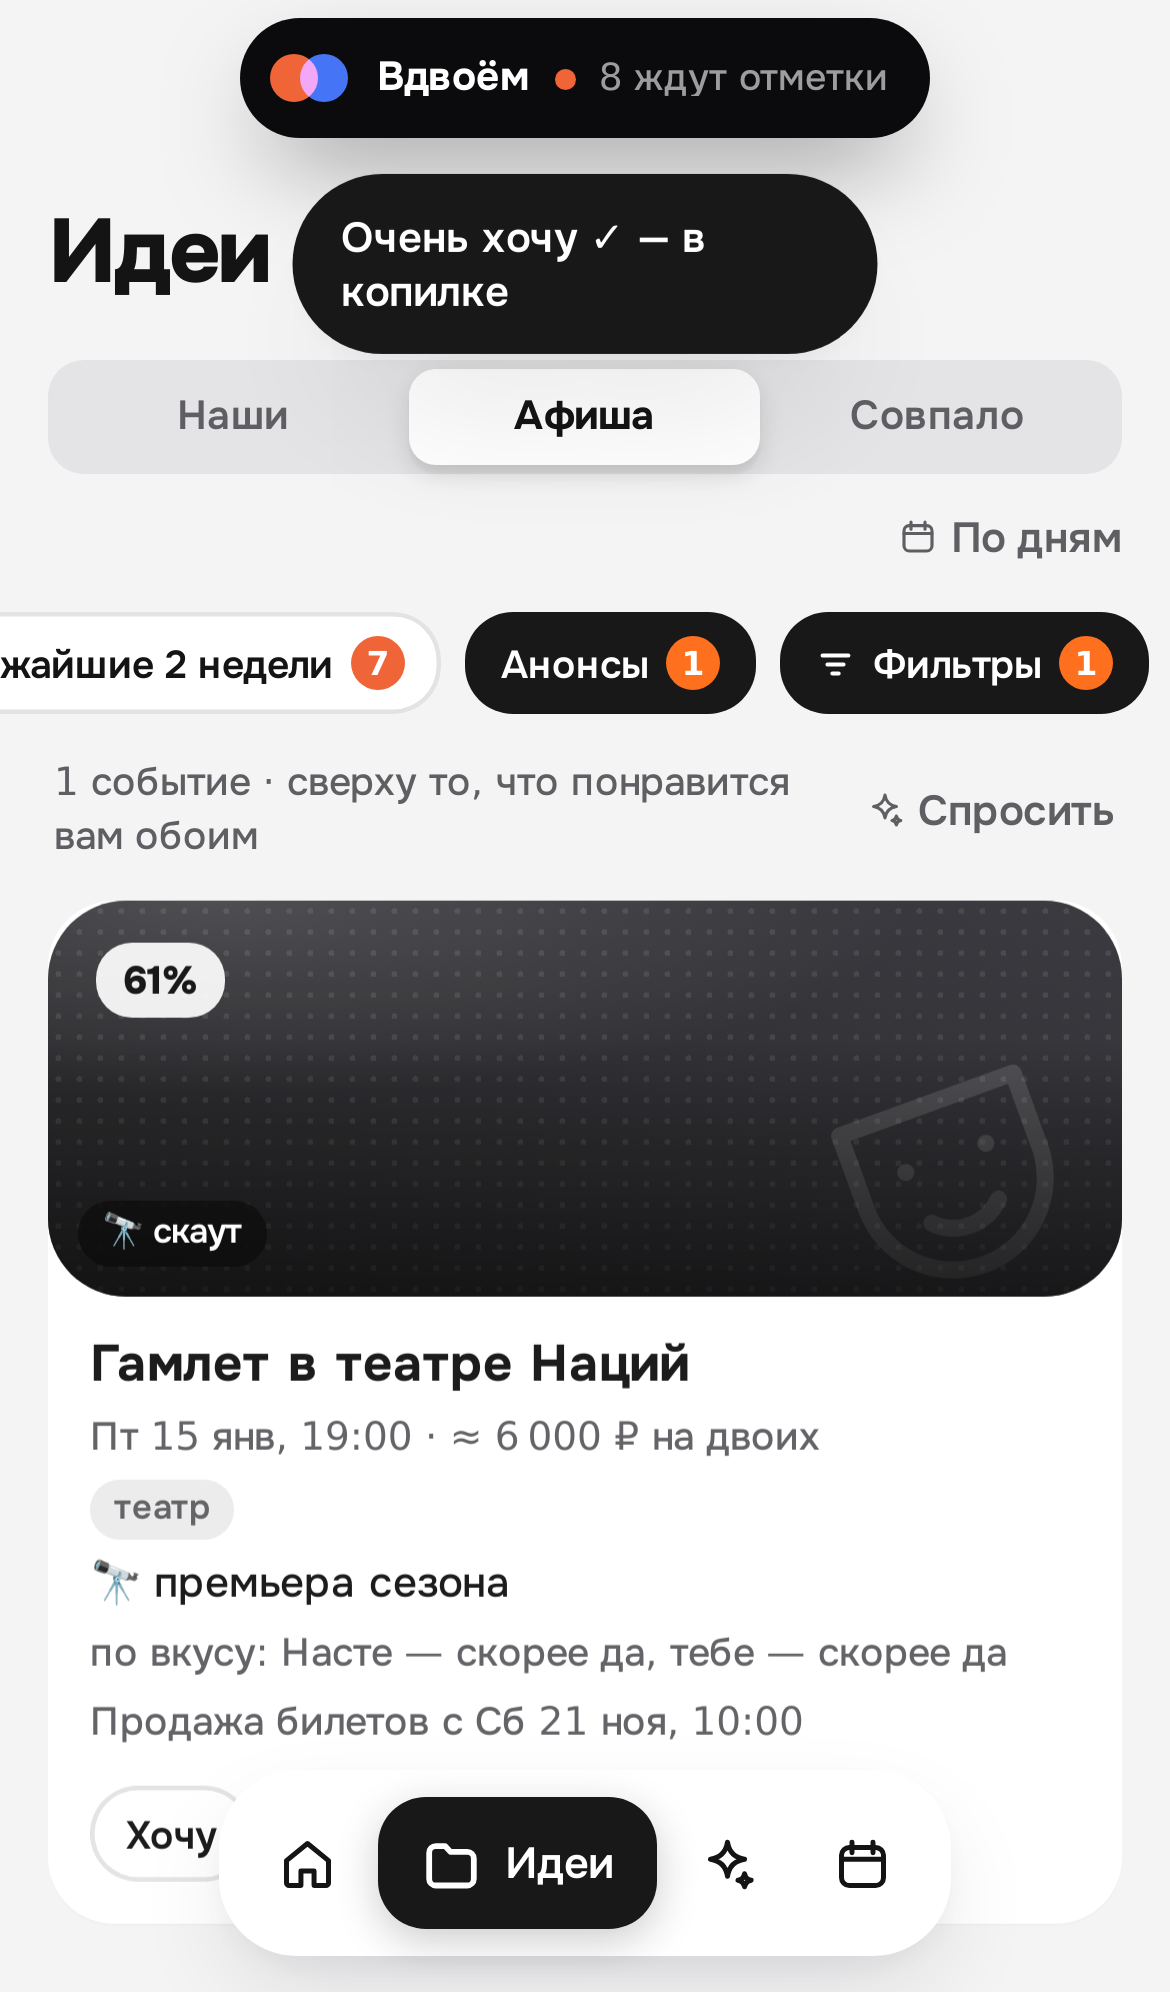 Вдвоём 8 ждут отметки
Идеи
Очень хочу ✓ — в
копилке
Наши Афиша Совпало
По дням
жайшие 2 недели 7 Анонсы 1 Фильтры 1
1 событие · сверху то, что понравится
вам обоим
Спросить
61%
скаут
Гамлет в театре Наций
Пт 15 янв, 19:00 · ≈ 6 000 ₽ на двоих
театр
премьера сезона
по вкусу: Насте — скорее да, тебе — скорее да
Продажа билетов с Сб 21 ноя, 10:00
Хочу
Идеи